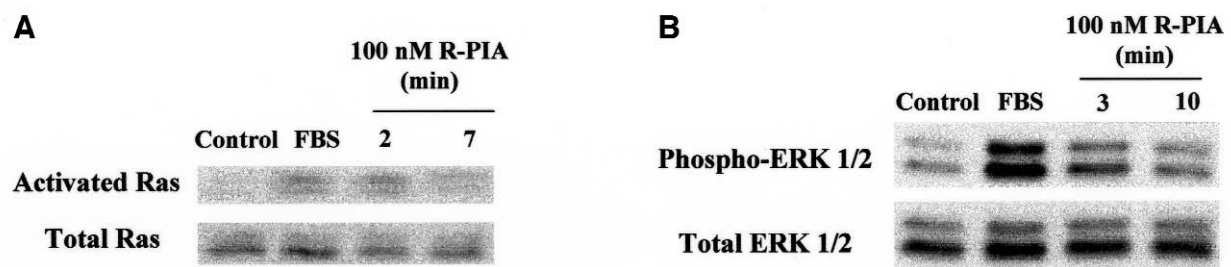 A
100 nM R-PIA
(min)
Control FBS 2 7
Activated Ras
Total Ras
B
100 nM R-PIA
(min)
Control FBS 3 10
Phospho-ERK 1/2
Total ERK 1/2